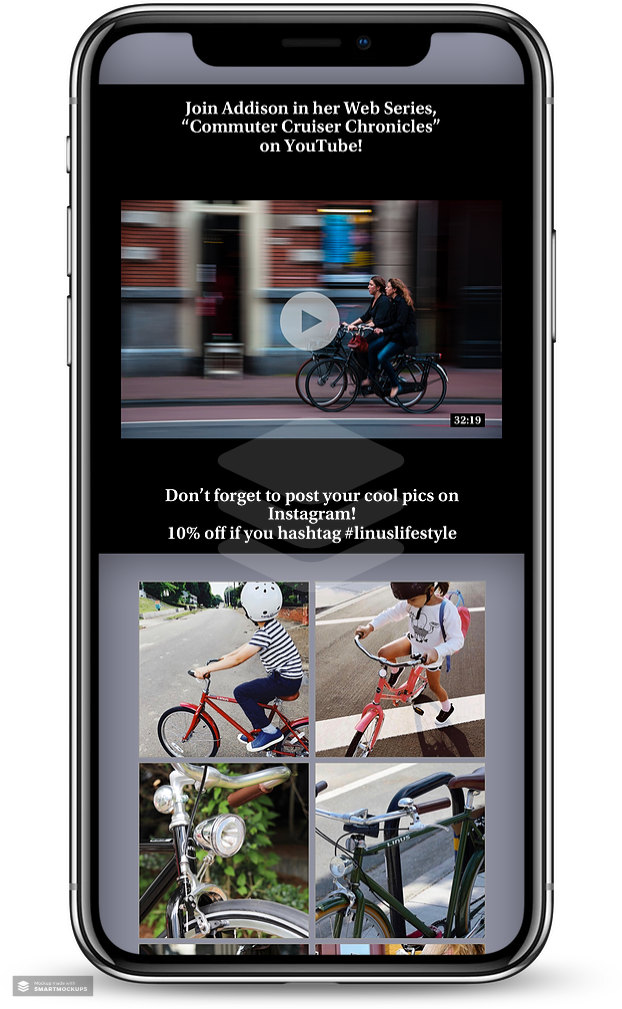 Join Addison in her Web Series,
“Commuter Cruiser Chronicles”
on YouTube!
32:19
Don’t forget to post your cool pics on
Instagram!
10% off if you hashtag #linuslifestyle
LINUS
Mockup made with
SMARTMOCKUPS